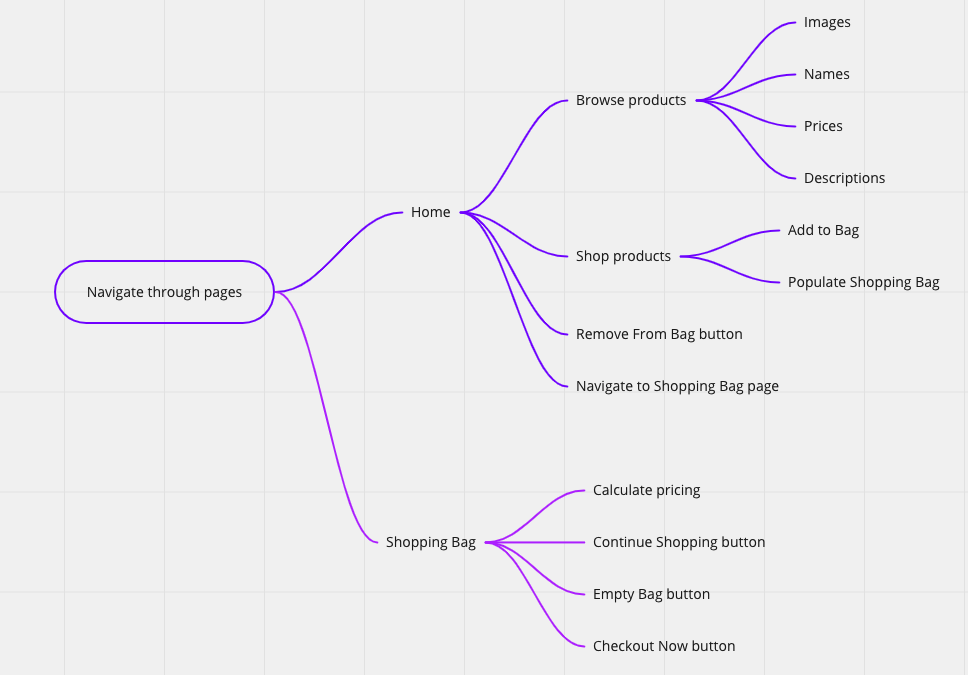 Navigate through pages
Home
Browse products
Images
Names
Prices
Descriptions
Shop products
Add to Bag
Populate Shopping Bag
Remove From Bag button
Navigate to Shopping Bag page
Shopping Bag
Calculate pricing
Continue Shopping button
Empty Bag button
Checkout Now button